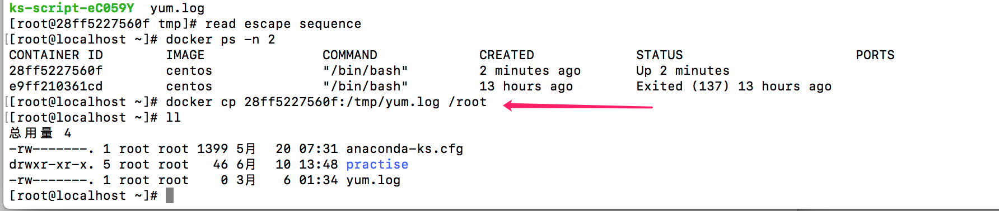 ks-script-eC059Y  yum.log
[root@28ff5227560f tmp]# read escape sequence
[[root@localhost ~]# docker ps -n 2
CONTAINER ID        IMAGE               COMMAND             CREATED             STATUS                      PORTS
28ff5227560f        centos              "/bin/bash"         2 minutes ago       Up 2 minutes
e9ff210361cd        centos              "/bin/bash"         13 hours ago        Exited (137) 13 hours ago
[[root@localhost ~]# docker cp 28ff5227560f:/tmp/yum.log /root
[[root@localhost ~]# ll
总用量 4
-rw-------. 1 root root 1399 5月  20 07:31 anaconda-ks.cfg
drwxr-xr-x. 5 root root   46 6月  10 13:48 practise
-rw-------. 1 root root    0 3月   6 01:34 yum.log
[root@localhost ~]#